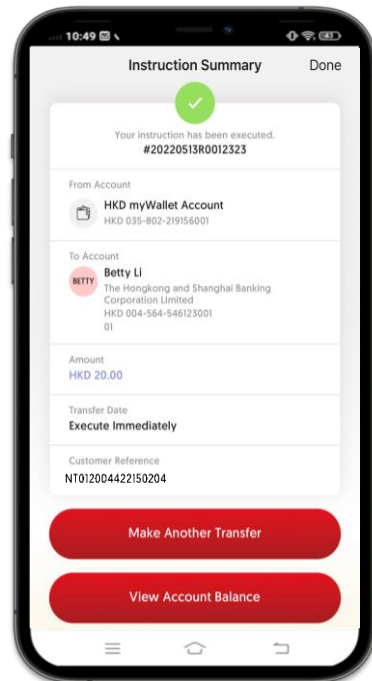 10:49
Instruction Summary Done
Your instruction has been executed.
#20220513R0012323
From Account
HKD myWallet Account
HKD 035-802-219156001
To Account
BETTY
Betty Li
The Hongkong and Shanghai Banking
Corporation Limited
HKD 004-564-546123001
01
Amount
HKD 20.00
Transfer Date
Execute Immediately
Customer Reference
NT012004422150204
Make Another Transfer
View Account Balance